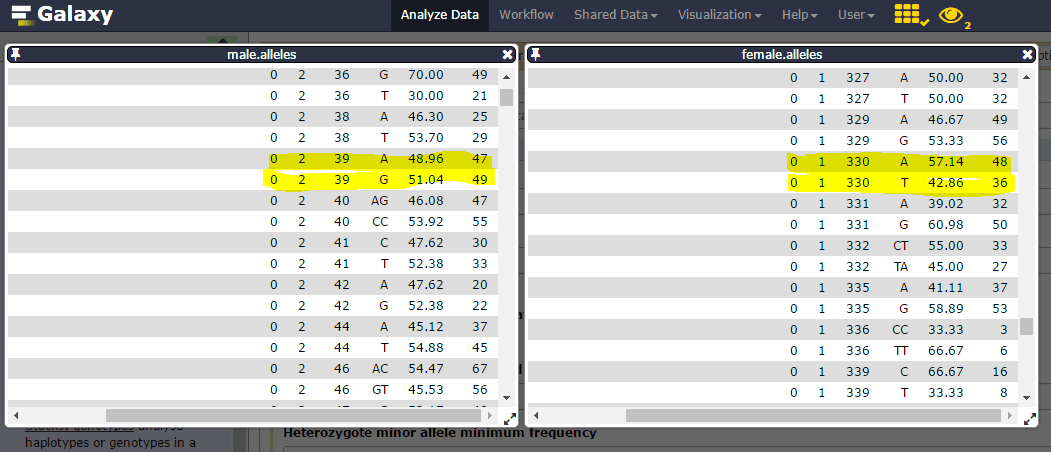 Galaxy Analyze Data Workflow Shared Data Visualization Help User 2
male.alleles
0 2 36 G 70.00 49
0 2 36 T 30.00 21
0 2 38 A 46.30 25
0 2 38 T 53.70 29
0 2 39 A 48.96 47
0 2 39 G 51.04 49
0 2 40 AG 46.08 47
0 2 40 CC 53.92 55
0 2 41 C 47.62 30
0 2 41 T 52.38 33
0 2 42 A 47.62 20
0 2 42 G 52.38 22
0 2 44 A 45.12 37
0 2 44 T 54.88 45
0 2 46 AC 54.47 67
0 2 46 GT 45.53 56
female.alleles
0 1 327 A 50.00 32
0 1 327 T 50.00 32
0 1 329 A 46.67 49
0 1 329 G 53.33 56
0 1 330 A 57.14 48
0 1 330 T 42.86 36
0 1 331 A 39.02 32
0 1 331 G 60.98 50
0 1 332 CT 55.00 33
0 1 332 TA 45.00 27
0 1 335 A 41.11 37
0 1 335 G 58.89 53
0 1 336 CC 33.33 3
0 1 336 TT 66.67 6
0 1 339 C 66.67 16
0 1 339 T 33.33 8
haplotypes or genotypes in a
Heterozygote minor allele minimum frequency